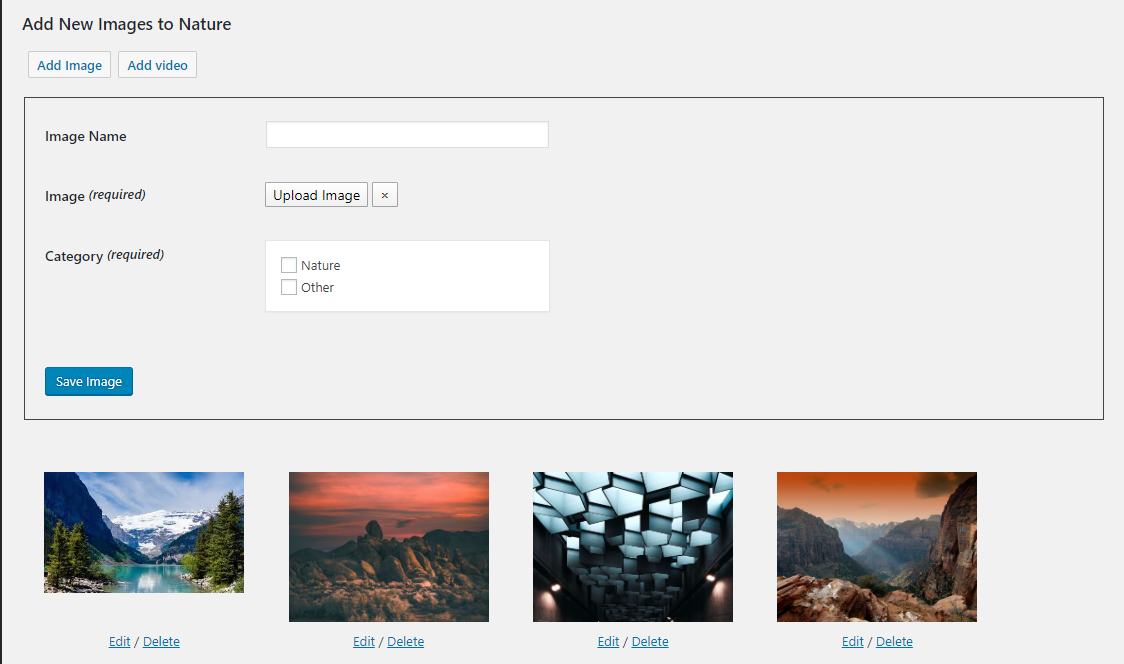 Add New Images to Nature
Add Image Add video
Image Name
Image (required) Upload Image ×
Category (required)
Nature
Other
Save Image
Edit / Delete Edit / Delete Edit / Delete Edit / Delete